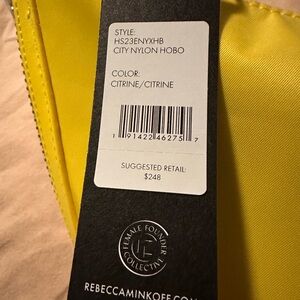 STYLE:
HS23ENYXHB
CITY NYLON HOBO
COLOR:
CITRINE/CITRINE
1 91422 46275 7
SUGGESTED RETAIL:
$248
FEMALE FOUNDER
COLLECTIVE
REBECCAMINKOFF.CO